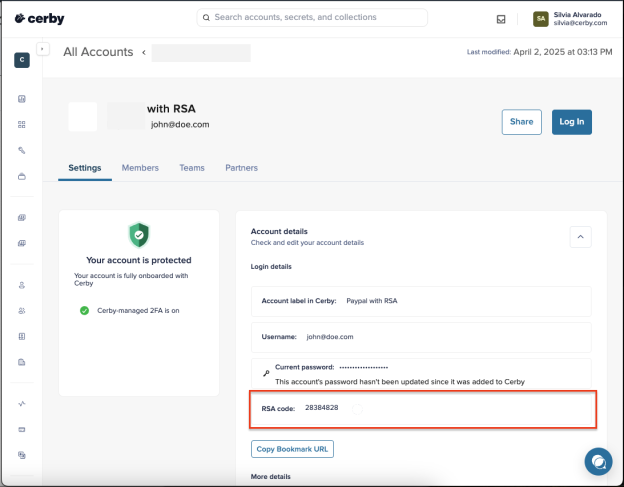 cerby
Search accounts, secrets, and collections
SA
Silvia Alvarado
silvia@cerby.com
C
All Accounts
Last modified: April 2, 2025 at 03:13 PM
with RSA
john@doe.com
Share
Log In
Settings
Members
Teams
Partners
Your account is protected
Your account is fully onboarded with
Cerby
Cerby-managed 2FA is on
Account details
Check and edit your account details
Login details
Account label in Cerby: Paypal with RSA
Username: john@doe.com
Current password: •••••••••••••••••••
This account's password hasn't been updated since it was added to Cerby
RSA code: 28384828
Copy Bookmark URL
More details